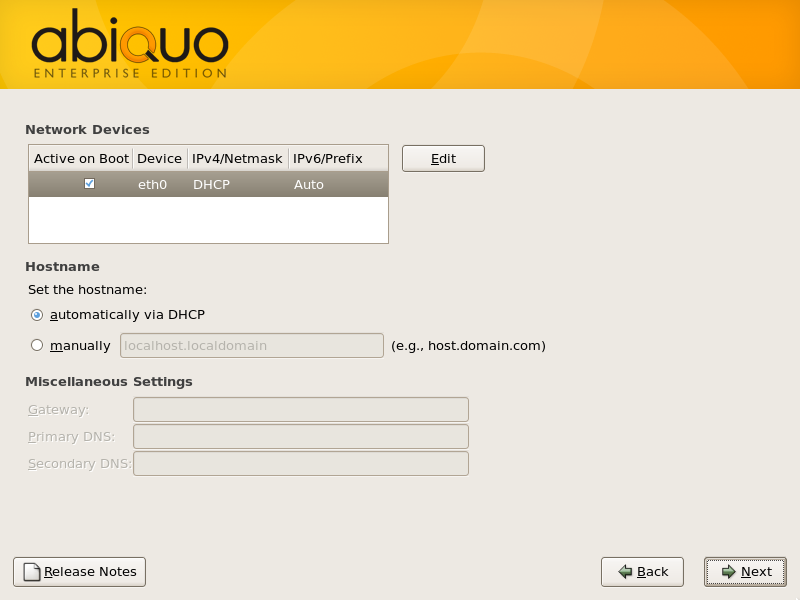 abiquo
ENTERPRISE EDITION
Network Devices
Active on Boot Device IPv4/Netmask IPv6/Prefix
eth0 DHCP Auto
Edit
Hostname
Set the hostname:
automatically via DHCP
manually localhost.localdomain (e.g., host.domain.com)
Miscellaneous Settings
Gateway:
Primary DNS:
Secondary DNS:
Release Notes Back Next